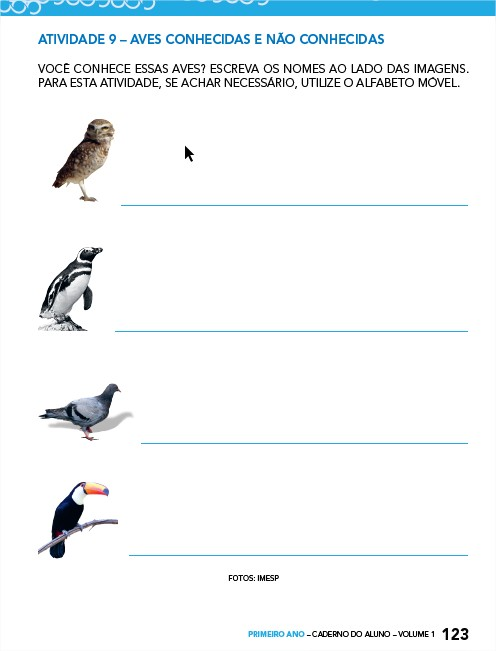 ATIVIDADE 9 – AVES CONHECIDAS E NÃO CONHECIDAS
VOCÊ CONHECE ESSAS AVES? ESCREVA OS NOMES AO LADO DAS IMAGENS.
PARA ESTA ATIVIDADE, SE ACHAR NECESSÁRIO, UTILIZE O ALFABETO MÓVEL.
FOTOS: IMESP
PRIMEIRO ANO – CADERNO DO ALUNO – VOLUME 1 123